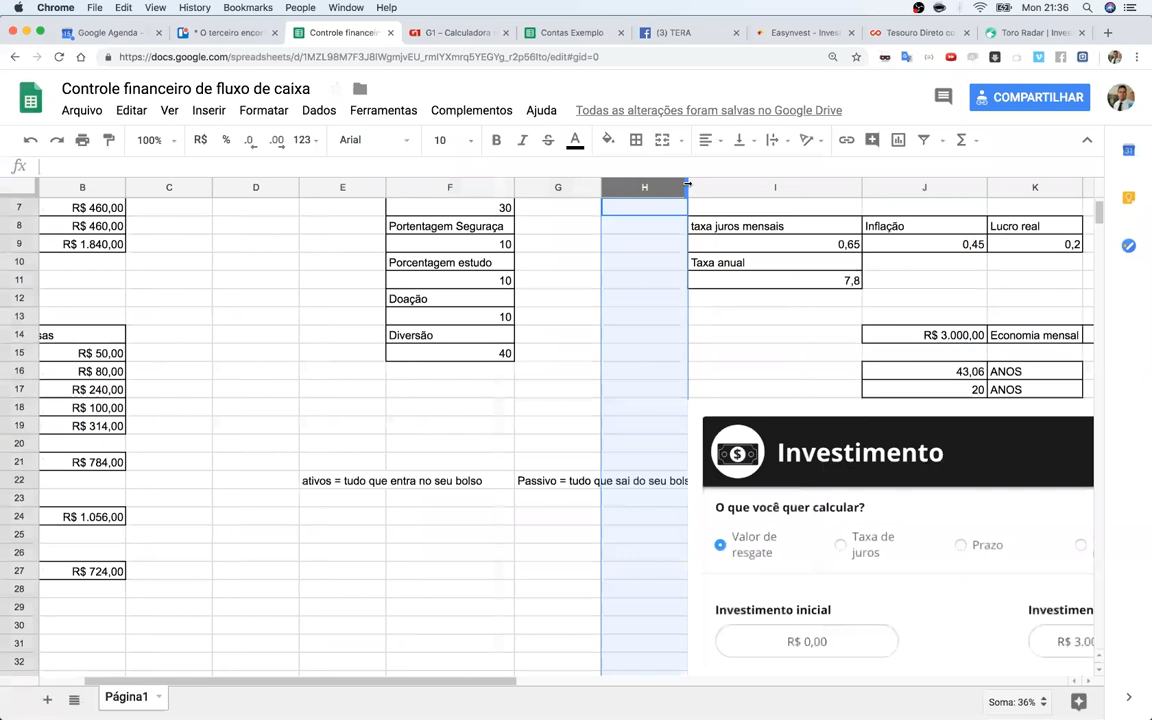 Chrome File Edit View History Bookmarks People Window Help Mon 21:36
Google Agenda - * O terceiro encon Controle financeir G1 – Calculadora Contas Exemplo (3) TERA Easynvest – Inves Tesouro Direto co Toro Radar | Inves
https://docs.google.com/spreadsheets/d/1MZL98M7F3J8lWgmjvEU_rmIYXmrq5YEGYg_r2p56Ito/edit#gid=0
Controle financeiro de fluxo de caixa
COMPARTILHAR
Arquivo Editar Ver Inserir Formatar Dados Ferramentas Complementos Ajuda Todas as alterações foram salvas no Google Drive
100% R$ % .0 .00 123 Arial 10 B I S A
fx
B C D E F G H I J K
7 R$ 460,00 30
8 R$ 460,00 Portentagem Seguraça taxa juros mensais Inflação Lucro real
9 R$ 1.840,00 10 0,65 0,45 0,2
10 Porcentagem estudo Taxa anual
11 10 7,8
12 Doação
13 10
14 sas Diversão R$ 3.000,00 Economia mensal
15 R$ 50,00 40
16 R$ 80,00 43,06 ANOS
17 R$ 240,00 20 ANOS
18 R$ 100,00
19 R$ 314,00
20
21 R$ 784,00
22 ativos = tudo que entra no seu bolso Passivo = tudo que sai do seu bols
23
24 R$ 1.056,00
25
26
27 R$ 724,00
28
29
30
31
32
Investimento
O que você quer calcular?
Valor de resgate Taxa de juros Prazo
Investimento inicial Investimen
R$ 0,00 R$ 3.00
Página1 Soma: 36%